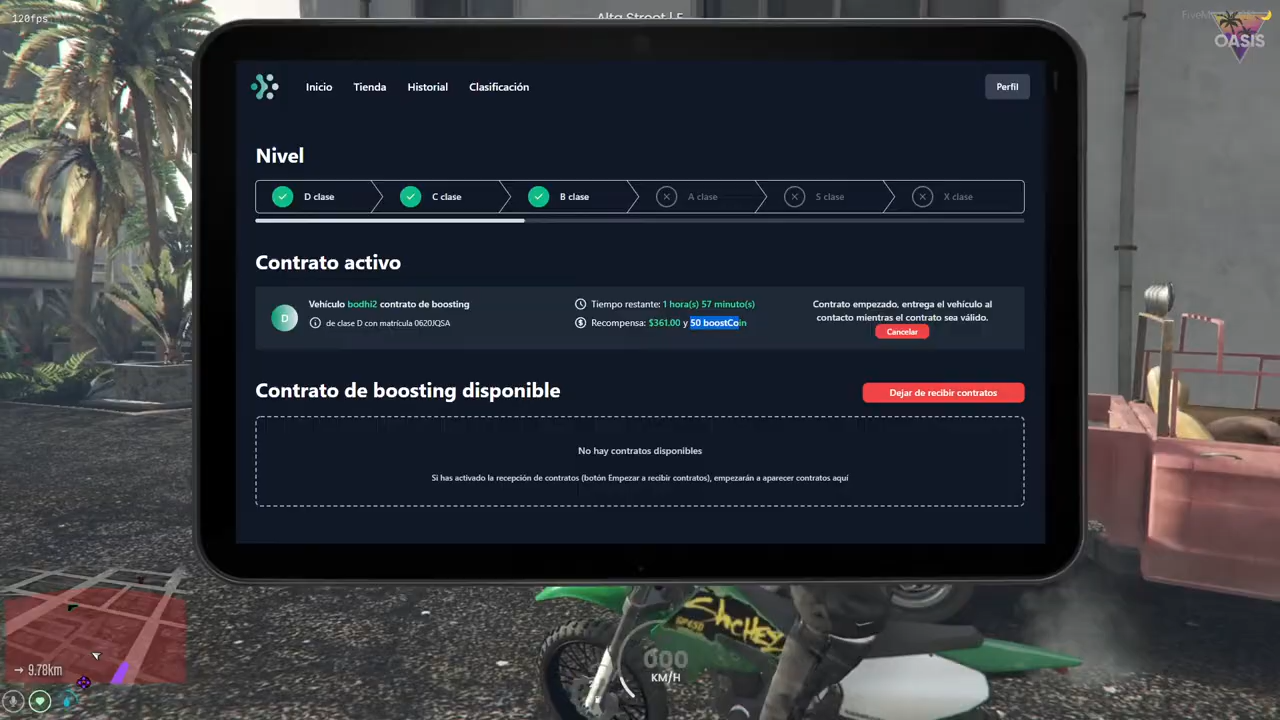 120fps
Alta Street | E
FiveM
OASIS
Inicio
Tienda
Historial
Clasificación
Perfil
Nivel
D clase
C clase
B clase
A clase
S clase
X clase
Contrato activo
D
Vehículo bodhi2 contrato de boosting
de clase D con matrícula 0620JQSA
Tiempo restante: 1 hora(s) 57 minuto(s)
Recompensa: $361.00 y 50 boostCoin
Contrato empezado, entrega el vehículo al
contacto mientras el contrato sea válido.
Cancelar
Contrato de boosting disponible
Dejar de recibir contratos
No hay contratos disponibles
Si has activado la recepción de contratos (botón Empezar a recibir contratos), empezarán a aparecer contratos aquí
→ 9.78km
000
KM/H